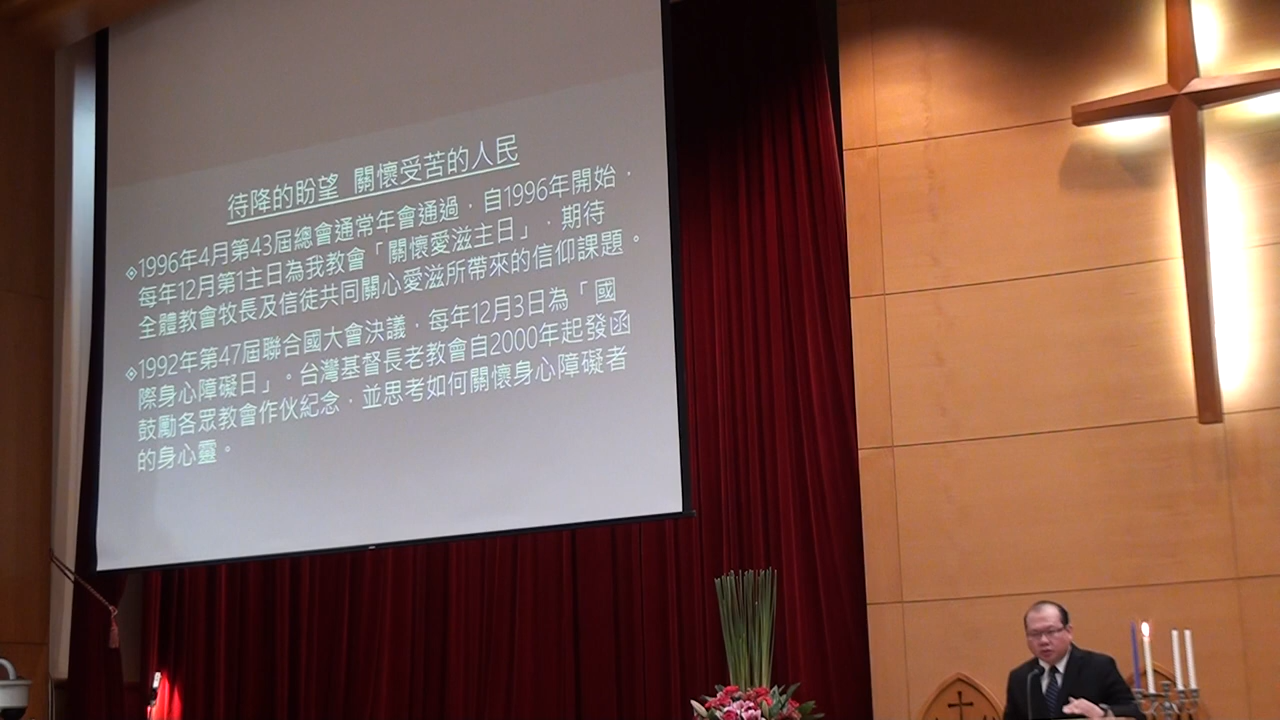 待降的盼望 關懷受苦的人民
◈1996年4月第43屆總會通常年會通過，自1996年開始，
每年12月第1主日為我教會「關懷愛滋主日」，期待
全體教會牧長及信徒共同關心愛滋所帶來的信仰課題。
◈1992年第47屆聯合國大會決議，每年12月3日為「國
際身心障礙日」。台灣基督長老教會自2000年起發函
鼓勵各眾教會作伙紀念，並思考如何關懷身心障礙者
的身心靈。